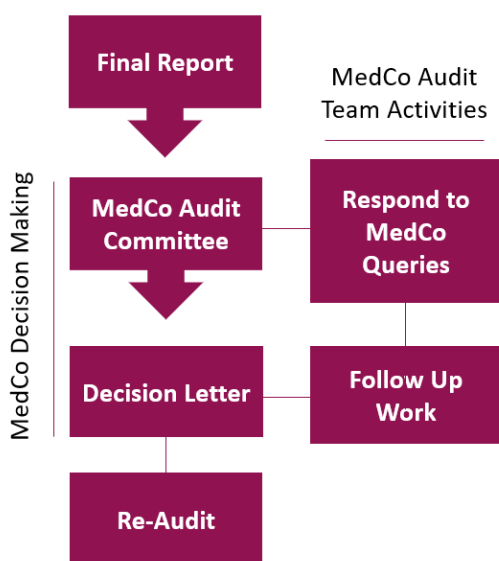 Final Report
MedCo Audit
Team Activities
MedCo Decision Making
MedCo Audit
Committee
Respond to
MedCo
Queries
Decision Letter
Follow Up
Work
Re-Audit